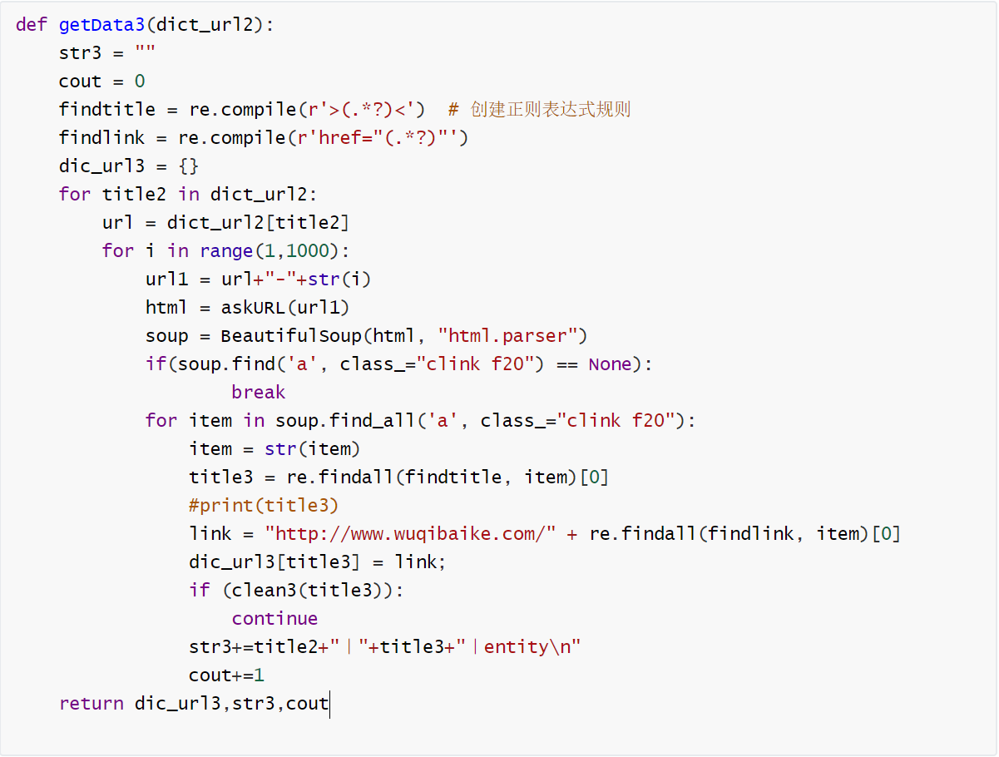 def getData3(dict_url2):
    str3 = ""
    cout = 0
    findtitle = re.compile(r'>(.*?)<')  # 创建正则表达式规则
    findlink = re.compile(r'href="(.*?)"')
    dic_url3 = {}
    for title2 in dict_url2:
        url = dict_url2[title2]
        for i in range(1,1000):
            url1 = url+"-"+str(i)
            html = askURL(url1)
            soup = BeautifulSoup(html, "html.parser")
            if(soup.find('a', class_="clink f20") == None):
                    break
            for item in soup.find_all('a', class_="clink f20"):
                item = str(item)
                title3 = re.findall(findtitle, item)[0]
                #print(title3)
                link = "http://www.wuqibaike.com/" + re.findall(findlink, item)[0]
                dic_url3[title3] = link;
                if (clean3(title3)):
                    continue
                str3+=title2+"｜"+title3+"｜entity\n"
                cout+=1
    return dic_url3,str3,cout